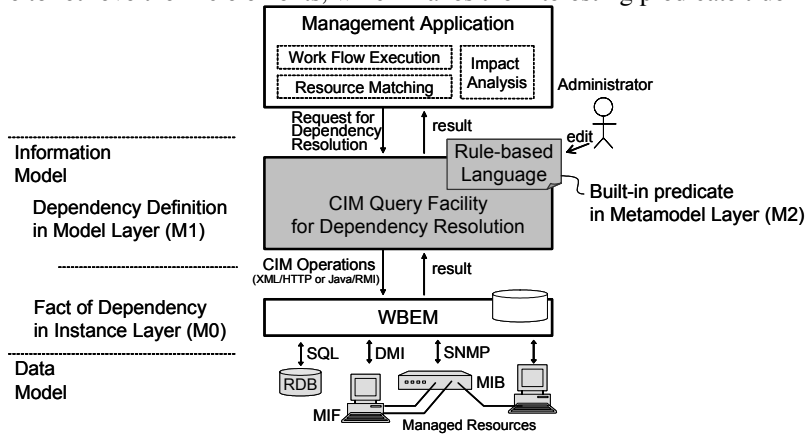 Management Application
Work Flow Execution
Resource Matching
Impact
Analysis
Administrator
Request for
Dependency
Resolution
result
edit
Rule-based
Language
Information
Model
Dependency Definition
in Model Layer (M1)
CIM Query Facility
for Dependency Resolution
Built-in predicate
in Metamodel Layer (M2)
CIM Operations
(XML/HTTP or Java/RMI)
result
Fact of Dependency
in Instance Layer (M0)
WBEM
SQL
DMI
SNMP
Data
Model
RDB
MIB
MIF
Managed Resources